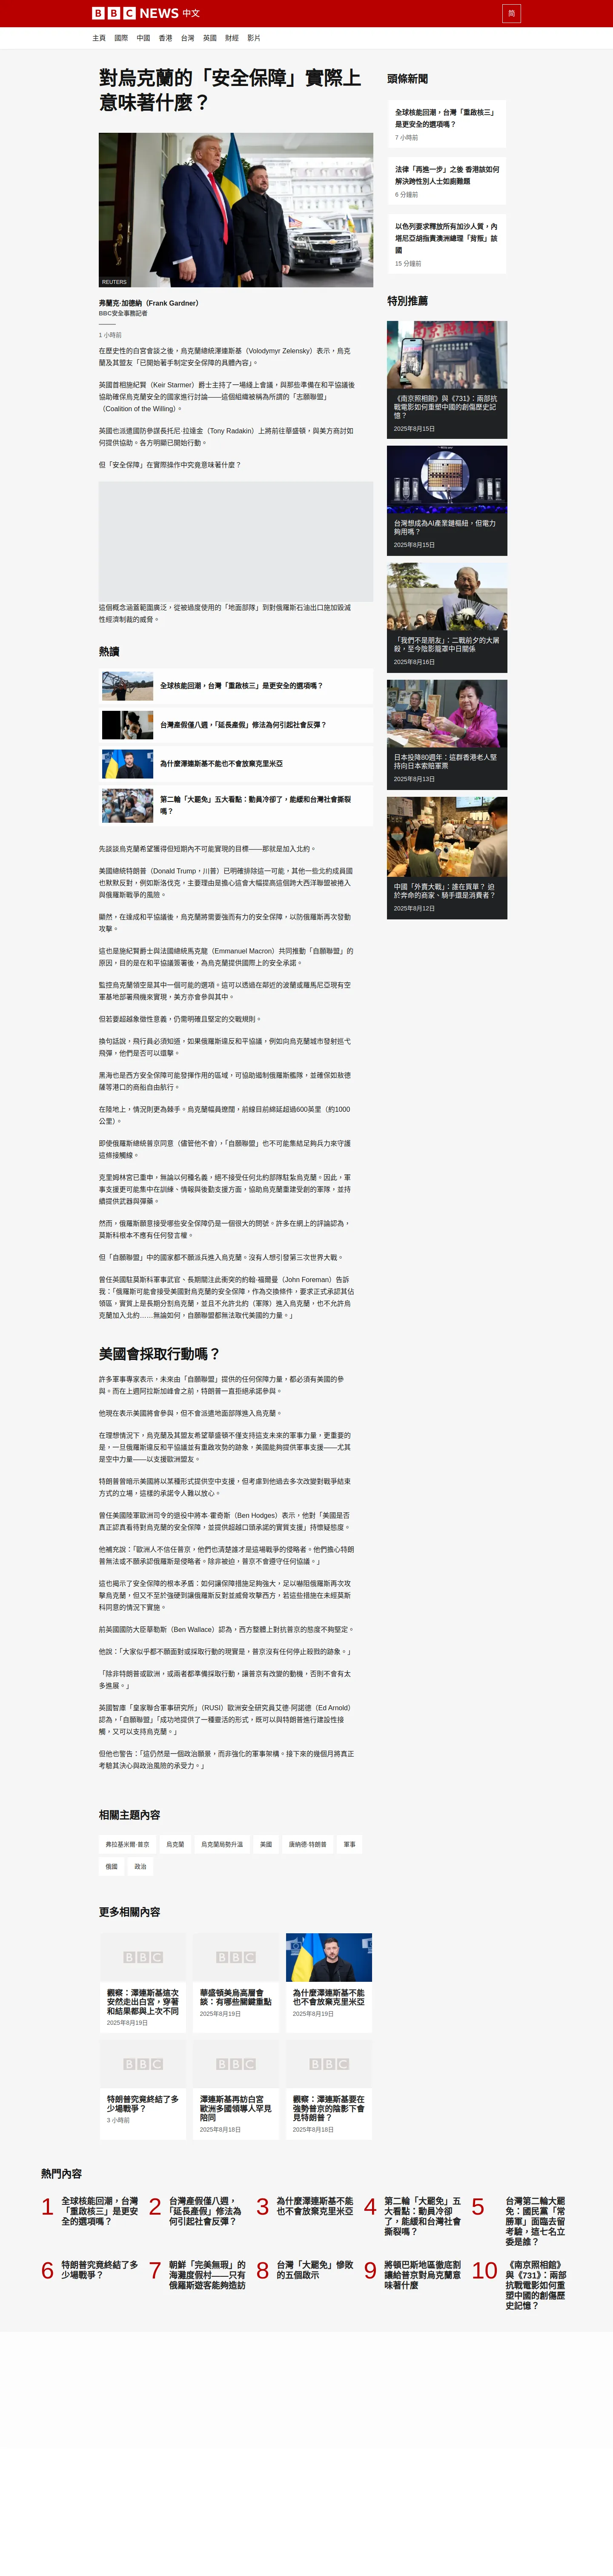 BBC NEWS 中文
简
主頁 國際 中國 香港 台灣 英國 財經 影片
對烏克蘭的「安全保障」實際上
意味著什麼？
REUTERS
弗蘭克·加德納（Frank Gardner）
BBC安全事務記者
1 小時前
在歷史性的白宮會談之後，烏克蘭總統澤連斯基（Volodymyr Zelensky）表示，烏克
蘭及其盟友「已開始著手制定安全保障的具體內容」。
英國首相施紀賢（Keir Starmer）爵士主持了一場綫上會議，與那些準備在和平協議後
協助確保烏克蘭安全的國家進行討論——這個組織被稱為所謂的「志願聯盟」
（Coalition of the Willing）。
英國也派遣國防參謀長托尼·拉達金（Tony Radakin）上將前往華盛頓，與美方商討如
何提供協助。各方明顯已開始行動。
但「安全保障」在實際操作中究竟意味著什麼？
這個概念涵蓋範圍廣泛，從被過度使用的「地面部隊」到對俄羅斯石油出口施加毀滅
性經濟制裁的威脅。
熱讀
全球核能回潮，台灣「重啟核三」是更安全的選項嗎？
台灣產假僅八週，「延長產假」修法為何引起社會反彈？
為什麼澤連斯基不能也不會放棄克里米亞
第二輪「大罷免」五大看點：動員冷卻了，能緩和台灣社會撕裂
嗎？
先談談烏克蘭希望獲得但短期內不可能實現的目標——那就是加入北約。
美國總統特朗普（Donald Trump，川普）已明確排除這一可能，其他一些北約成員國
也默默反對，例如斯洛伐克，主要理由是擔心這會大幅提高這個跨大西洋聯盟被捲入
與俄羅斯戰爭的風險。
顯然，在達成和平協議後，烏克蘭將需要強而有力的安全保障，以防俄羅斯再次發動
攻擊。
這也是施紀賢爵士與法國總統馬克龍（Emmanuel Macron）共同推動「自願聯盟」的
原因，目的是在和平協議簽署後，為烏克蘭提供國際上的安全承諾。
監控烏克蘭領空是其中一個可能的選項。這可以透過在鄰近的波蘭或羅馬尼亞現有空
軍基地部署飛機來實現，美方亦會參與其中。
但若要超越象徵性意義，仍需明確且堅定的交戰規則。
換句話說，飛行員必須知道，如果俄羅斯違反和平協議，例如向烏克蘭城市發射巡弋
飛彈，他們是否可以還擊。
黑海也是西方安全保障可能發揮作用的區域，可協助遏制俄羅斯艦隊，並確保如敖德
薩等港口的商船自由航行。
在陸地上，情況則更為棘手。烏克蘭幅員遼闊，前線目前綿延超過600英里（約1000
公里）。
即使俄羅斯總統普京同意（儘管他不會），「自願聯盟」也不可能集結足夠兵力來守護
這條接觸線。
克里姆林宮已重申，無論以何種名義，絕不接受任何北約部隊駐紮烏克蘭。因此，軍
事支援更可能集中在訓練、情報與後勤支援方面，協助烏克蘭重建受創的軍隊，並持
續提供武器與彈藥。
然而，俄羅斯願意接受哪些安全保障仍是一個很大的問號。許多在網上的評論認為，
莫斯科根本不應有任何發言權。
但「自願聯盟」中的國家都不願派兵進入烏克蘭。沒有人想引發第三次世界大戰。
曾任英國駐莫斯科軍事武官、長期關注此衝突的約翰·福爾曼（John Foreman）告訴
我：「俄羅斯可能會接受美國對烏克蘭的安全保障，作為交換條件，要求正式承認其佔
領區，實質上是長期分割烏克蘭，並且不允許北約（軍隊）進入烏克蘭，也不允許烏
克蘭加入北約……無論如何，自願聯盟都無法取代美國的力量。」
美國會採取行動嗎？
許多軍事專家表示，未來由「自願聯盟」提供的任何保障力量，都必須有美國的參
與。而在上週阿拉斯加峰會之前，特朗普一直拒絕承諾參與。
他現在表示美國將會參與，但不會派遣地面部隊進入烏克蘭。
在理想情況下，烏克蘭及其盟友希望華盛頓不僅支持這支未來的軍事力量，更重要的
是，一旦俄羅斯違反和平協議並有重啟攻勢的跡象，美國能夠提供軍事支援——尤其
是空中力量——以支援歐洲盟友。
特朗普曾暗示美國將以某種形式提供空中支援，但考慮到他過去多次改變對戰爭結束
方式的立場，這樣的承諾令人難以放心。
曾任美國陸軍歐洲司令的退役中將本·霍奇斯（Ben Hodges）表示，他對「美國是否
真正認真看待對烏克蘭的安全保障，並提供超越口頭承諾的實質支援」持懷疑態度。
他補充說：「歐洲人不信任普京，他們也清楚誰才是這場戰爭的侵略者。他們擔心特朗
普無法或不願承認俄羅斯是侵略者。除非被迫，普京不會遵守任何協議。」
這也揭示了安全保障的根本矛盾：如何讓保障措施足夠強大，足以嚇阻俄羅斯再次攻
擊烏克蘭，但又不至於強硬到讓俄羅斯反對並威脅攻擊西方，若這些措施在未經莫斯
科同意的情況下實施。
前英國國防大臣華勒斯（Ben Wallace）認為，西方整體上對抗普京的態度不夠堅定。
他說：「大家似乎都不願面對或採取行動的現實是，普京沒有任何停止殺戮的跡象。」
「除非特朗普或歐洲，或兩者都準備採取行動，讓普京有改變的動機，否則不會有太
多進展。」
英國智庫「皇家聯合軍事研究所」（RUSI）歐洲安全研究員艾德·阿諾德（Ed Arnold）
認為，「自願聯盟」「成功地提供了一種靈活的形式，既可以與特朗普進行建設性接
觸，又可以支持烏克蘭。」
但他也警告：「這仍然是一個政治願景，而非強化的軍事架構。接下來的幾個月將真正
考驗其決心與政治風險的承受力。」
相關主題內容
弗拉基米爾·普京 烏克蘭 烏克蘭局勢升溫 美國 唐納德·特朗普 軍事
俄國 政治
更多相關內容
BBC
觀察：澤連斯基這次
安然走出白宮，穿著
和結果都與上次不同
2025年8月19日
BBC
華盛頓美烏高層會
談：有哪些關鍵重點
2025年8月19日
為什麼澤連斯基不能
也不會放棄克里米亞
2025年8月19日
BBC
特朗普究竟終結了多
少場戰爭？
3 小時前
BBC
澤連斯基再訪白宮
歐洲多國領導人罕見
陪同
2025年8月18日
BBC
觀察：澤連斯基要在
強勢普京的陰影下會
見特朗普？
2025年8月18日
頭條新聞
全球核能回潮，台灣「重啟核三」
是更安全的選項嗎？
7 小時前
法律「再進一步」之後 香港該如何
解決跨性別人士如廁難題
6 分鐘前
以色列要求釋放所有加沙人質，內
塔尼亞胡指責澳洲總理「背叛」該
國
15 分鐘前
特別推薦
南京照相館
《南京照相館》與《731》：兩部抗
戰電影如何重塑中國的創傷歷史記
憶？
2025年8月15日
台灣想成為AI產業鏈樞紐，但電力
夠用嗎？
2025年8月15日
「我們不是朋友」：二戰前夕的大屠
殺，至今陰影籠罩中日關係
2025年8月16日
日本投降80週年：這群香港老人堅
持向日本索賠軍票
2025年8月13日
中國「外賣大戰」：誰在買單？ 迫
於奔命的商家、騎手還是消費者？
2025年8月12日
熱門內容
1 全球核能回潮，台灣
「重啟核三」是更安
全的選項嗎？
2 台灣產假僅八週，
「延長產假」修法為
何引起社會反彈？
3 為什麼澤連斯基不能
也不會放棄克里米亞
4 第二輪「大罷免」五
大看點：動員冷卻
了，能緩和台灣社會
撕裂嗎？
5 台灣第二輪大罷
免：國民黨「常
勝軍」面臨去留
考驗，這七名立
委是誰？
6 特朗普究竟終結了多
少場戰爭？
7 朝鮮「完美無瑕」的
海灘度假村——只有
俄羅斯遊客能夠造訪
8 台灣「大罷免」慘敗
的五個啟示
9 將頓巴斯地區徹底割
讓給普京對烏克蘭意
味著什麼
10 《南京照相館》
與《731》：兩部
抗戰電影如何重
塑中國的創傷歷
史記憶？